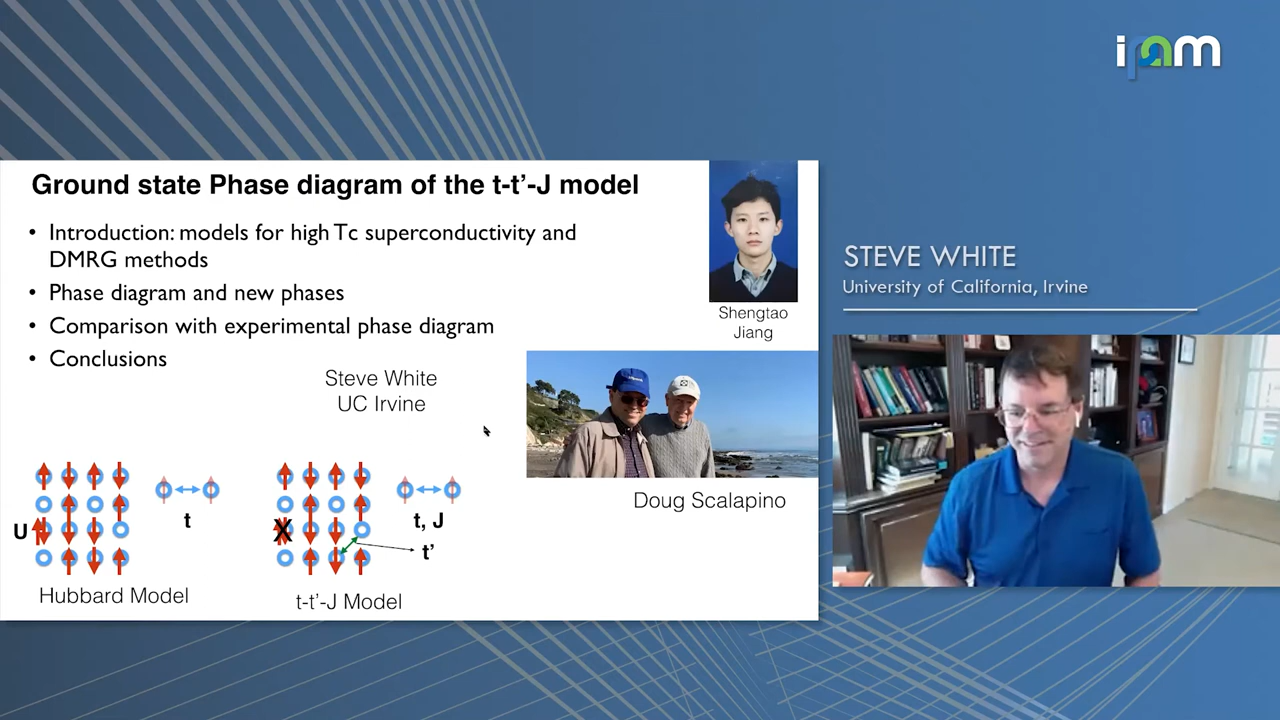 ipam
Ground state Phase diagram of the t-t’-J model
• Introduction: models for high Tc superconductivity and
DMRG methods
• Phase diagram and new phases
• Comparison with experimental phase diagram
• Conclusions
Steve White
UC Irvine
Shengtao
Jiang
Doug Scalapino
U
t
Hubbard Model
X
t, J
t’
t-t’-J Model
STEVE WHITE
University of California, Irvine